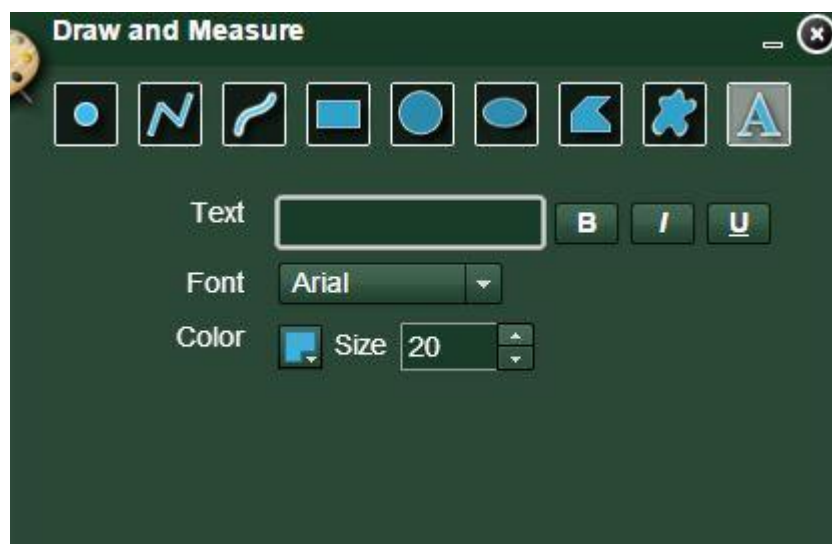 Draw and Measure
A
Text B I U
Font Arial
Color Size 20